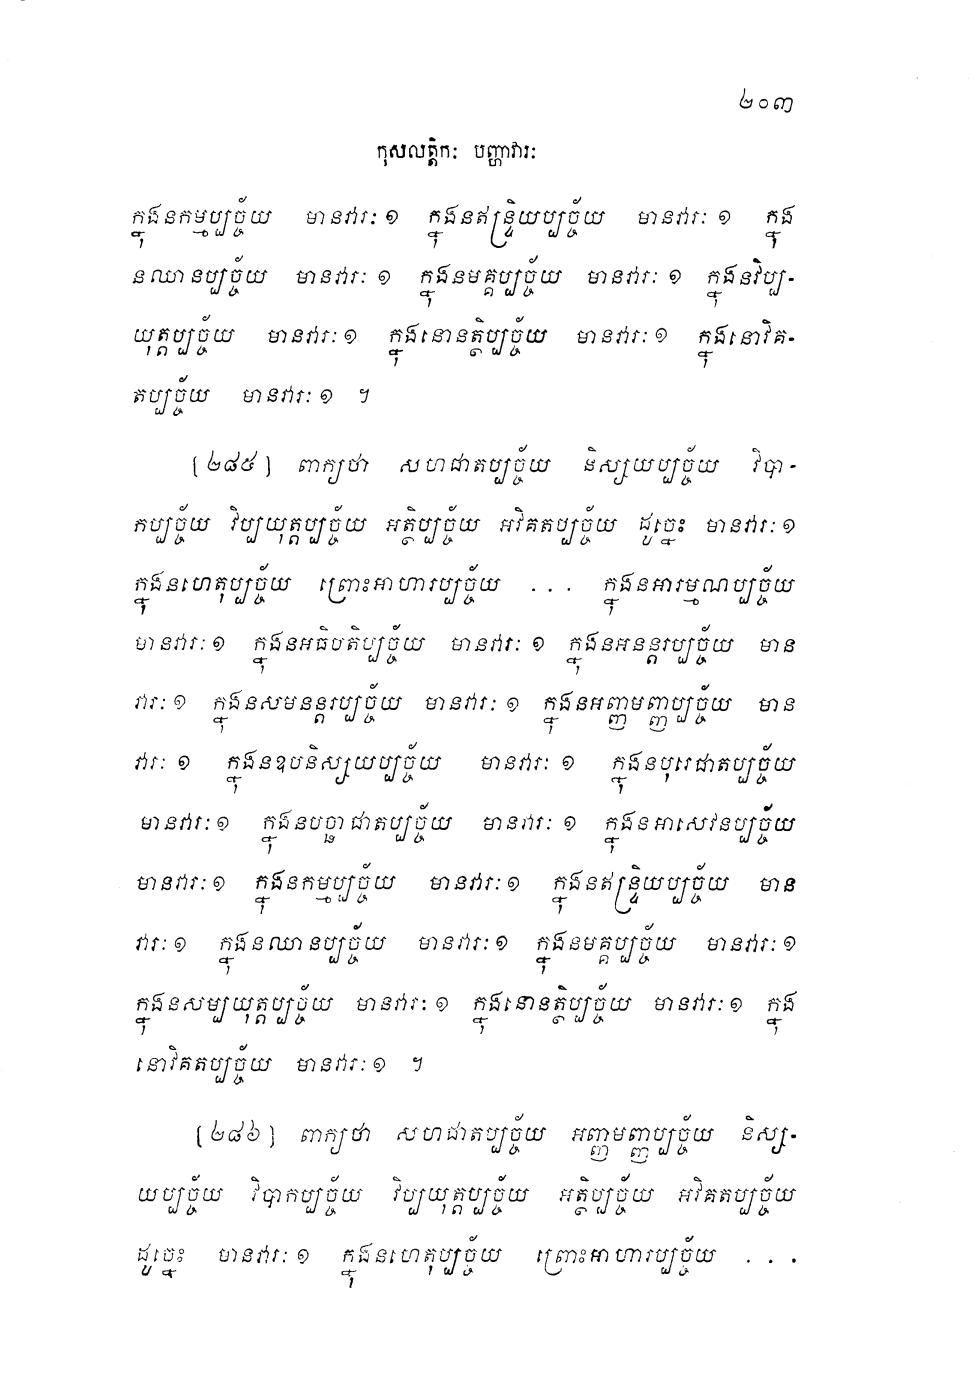 ២០៣
កុសលត្តិកៈ បញ្ហាវារៈ
ក្នុងនកម្មប្បច្ច័យ មានវារៈ ១ ក្នុងនឥន្ទ្រិយប្បច្ច័យ មានវារៈ ១ ក្នុង
នឈានប្បច្ច័យ មានវារៈ ១ ក្នុងនមគ្គប្បច្ច័យ មានវារៈ ១ ក្នុងនវិប្ប-
យុត្តប្បច្ច័យ មានវារៈ ១ ក្នុងនោនត្ថិប្បច្ច័យ មានវារៈ ១ ក្នុងនោវិគ-
តប្បច្ច័យ មានវារៈ ១ ។
[២៨៥] ពាក្យថា សហជាតប្បច្ច័យ និស្សយប្បច្ច័យ វិបា-
កប្បច្ច័យ វិប្បយុត្តប្បច្ច័យ អត្ថិប្បច្ច័យ អវិគតប្បច្ច័យ ដូច្នេះ មានវារៈ ១
ក្នុងនហេតុប្បច្ច័យ ព្រោះអាហារប្បច្ច័យ . . . ក្នុងនអារម្មណប្បច្ច័យ
មានវារៈ ១ ក្នុងនអធិបតិប្បច្ច័យ មានវារៈ ១ ក្នុងនអនន្តរប្បច្ច័យ មាន
វារៈ ១ ក្នុងនសមនន្តរប្បច្ច័យ មានវារៈ ១ ក្នុងនអញ្ញាមញ្ញាប្បច្ច័យ មាន
វារៈ ១ ក្នុងនឧបនិស្សយប្បច្ច័យ មានវារៈ ១ ក្នុងនបុរេជាតប្បច្ច័យ
មានវារៈ ១ ក្នុងនបច្ឆាជាតប្បច្ច័យ មានវារៈ ១ ក្នុងនអាសេវនប្បច្ច័យ
មានវារៈ ១ ក្នុងនកម្មប្បច្ច័យ មានវារៈ ១ ក្នុងនឥន្ទ្រិយប្បច្ច័យ មាន
វារៈ ១ ក្នុងនឈានប្បច្ច័យ មានវារៈ ១ ក្នុងនមគ្គប្បច្ច័យ មានវារៈ ១
ក្នុងនសម្បយុត្តប្បច្ច័យ មានវារៈ ១ ក្នុងនោនត្ថិប្បច្ច័យ មានវារៈ ១ ក្នុង
នោវិគតប្បច្ច័យ មានវារៈ ១ ។
[២៨៦] ពាក្យថា សហជាតប្បច្ច័យ អញ្ញាមញ្ញាប្បច្ច័យ និស្ស-
យប្បច្ច័យ វិបាកប្បច្ច័យ វិប្បយុត្តប្បច្ច័យ អត្ថិប្បច្ច័យ អវិគតប្បច្ច័យ
ដូច្នេះ មានវារៈ ១ ក្នុងនហេតុប្បច្ច័យ ព្រោះអាហារប្បច្ច័យ . . .